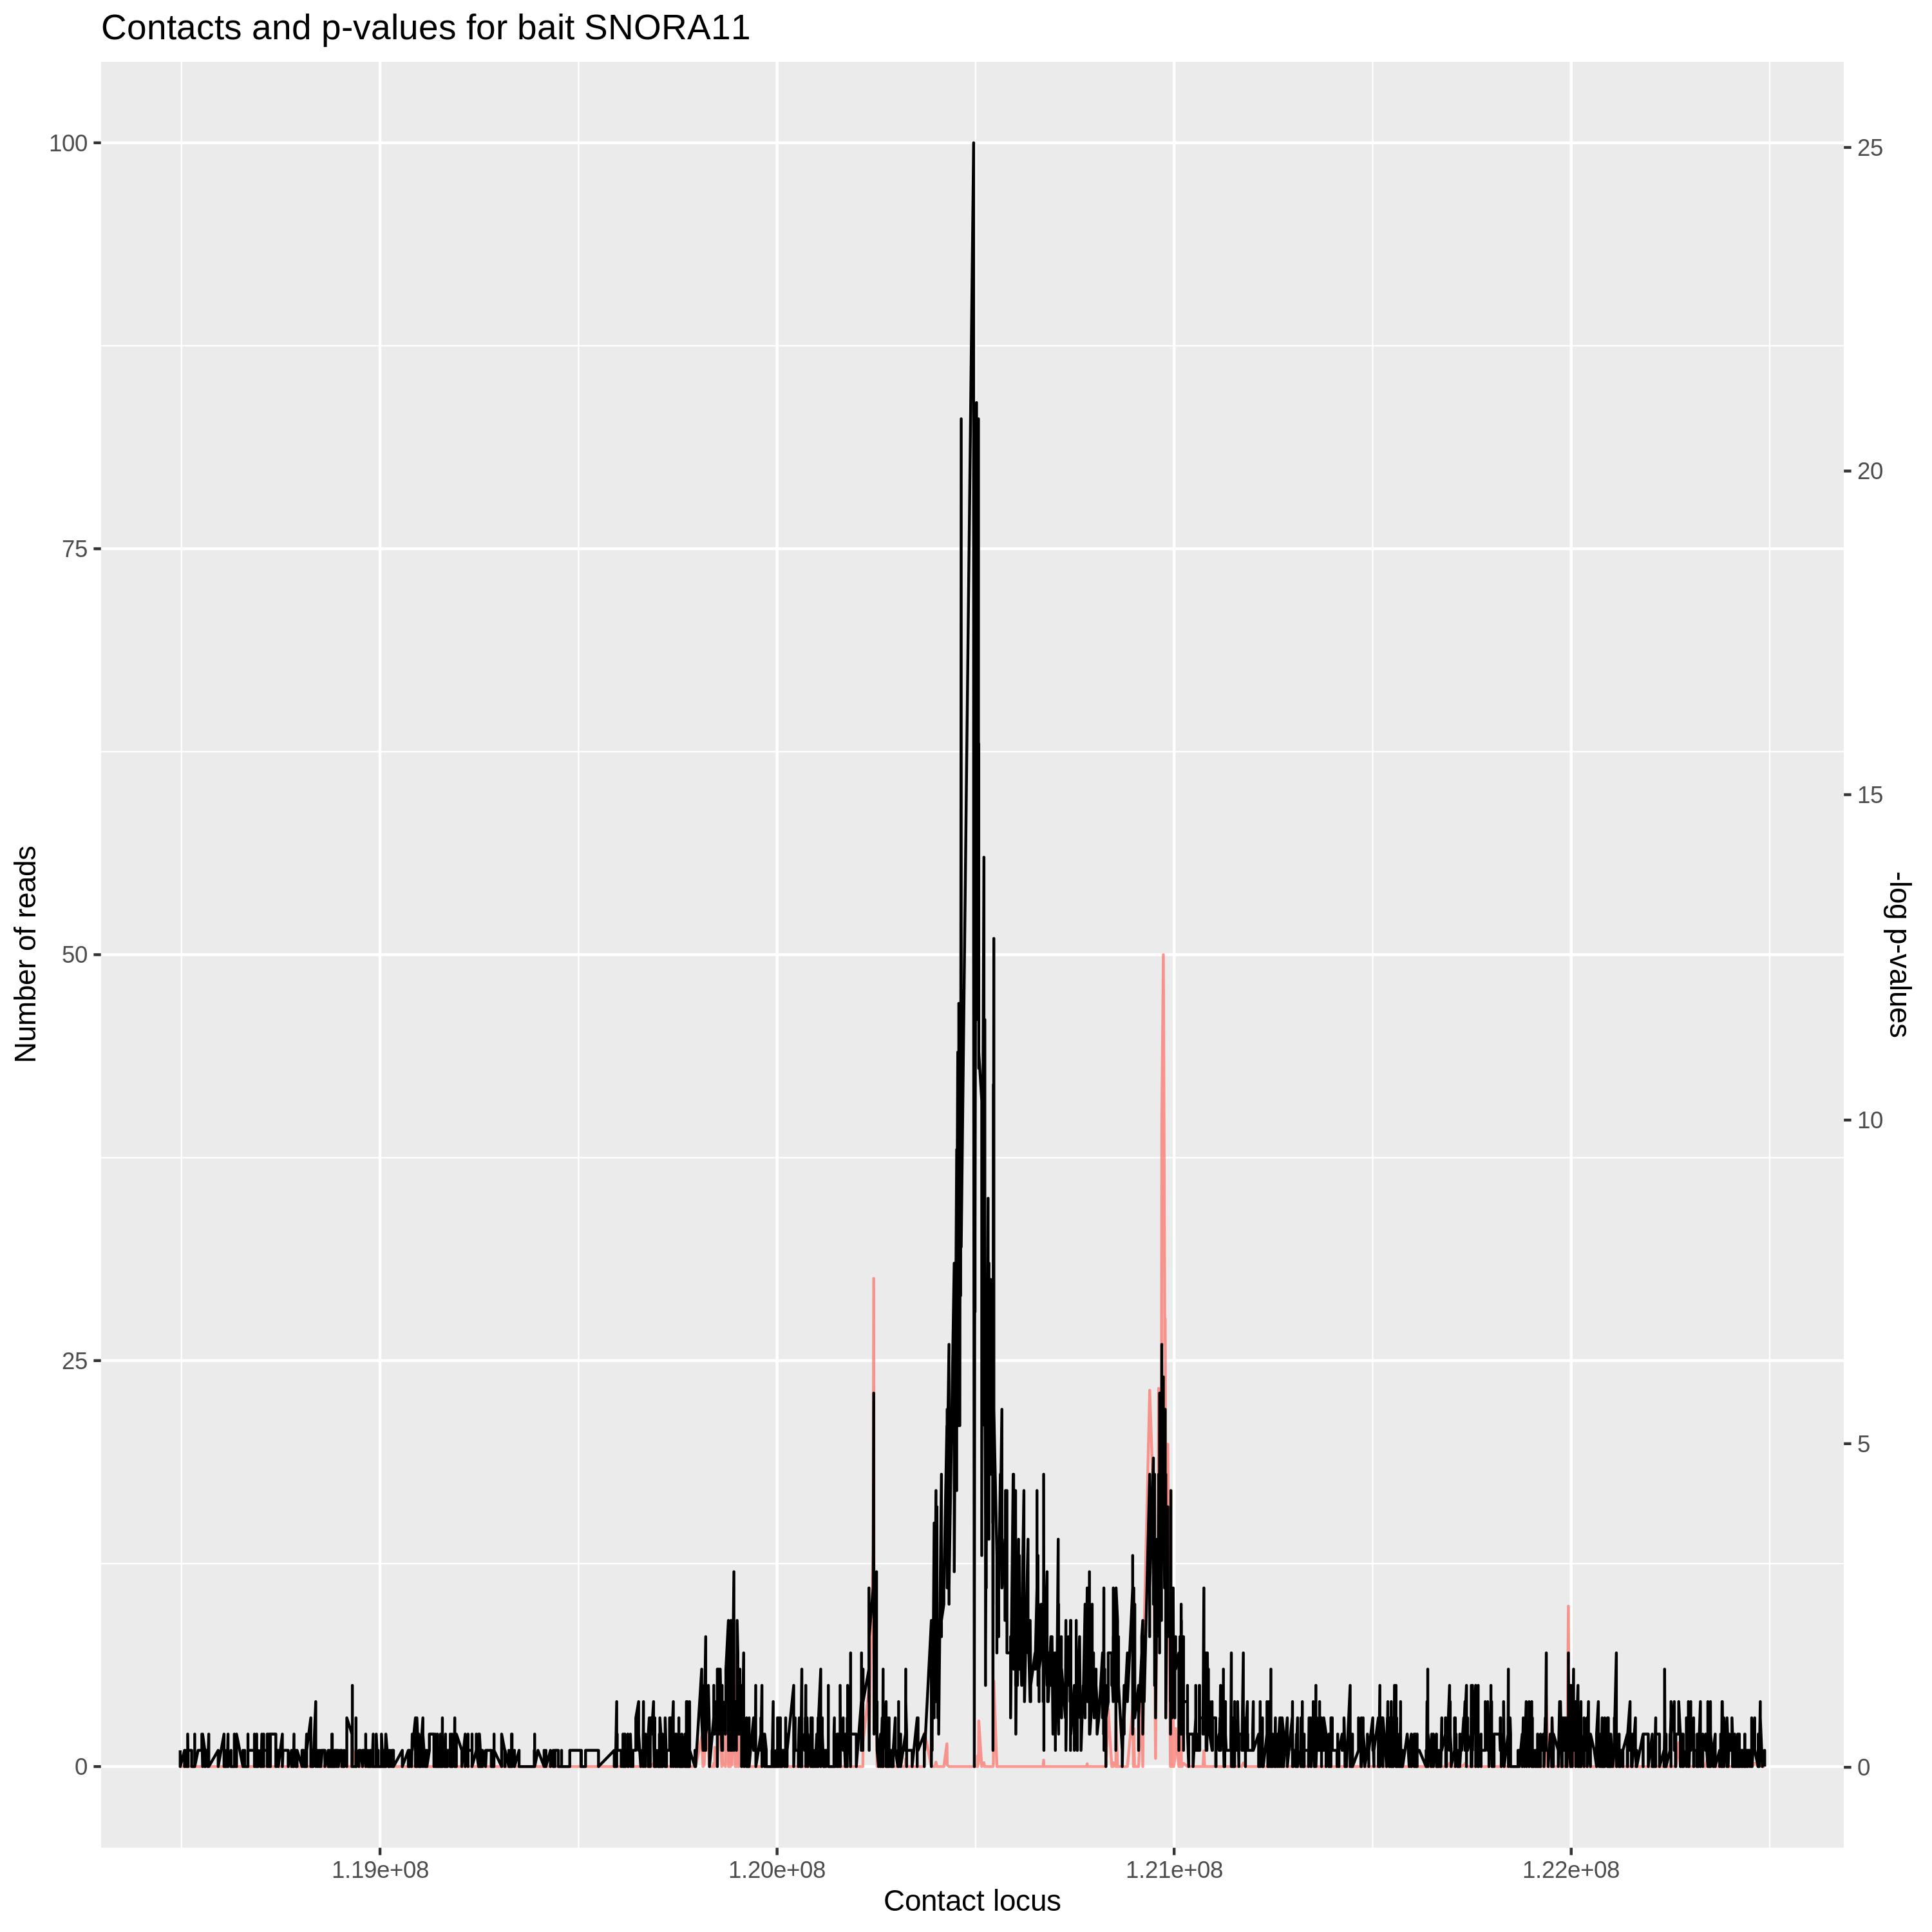 Contacts and p-values for bait SNORA11
100
75
50
25
0
Number of reads
25
20
15
10
5
0
-log p-values
1.19e+08 1.20e+08 1.21e+08 1.22e+08
Contact locus